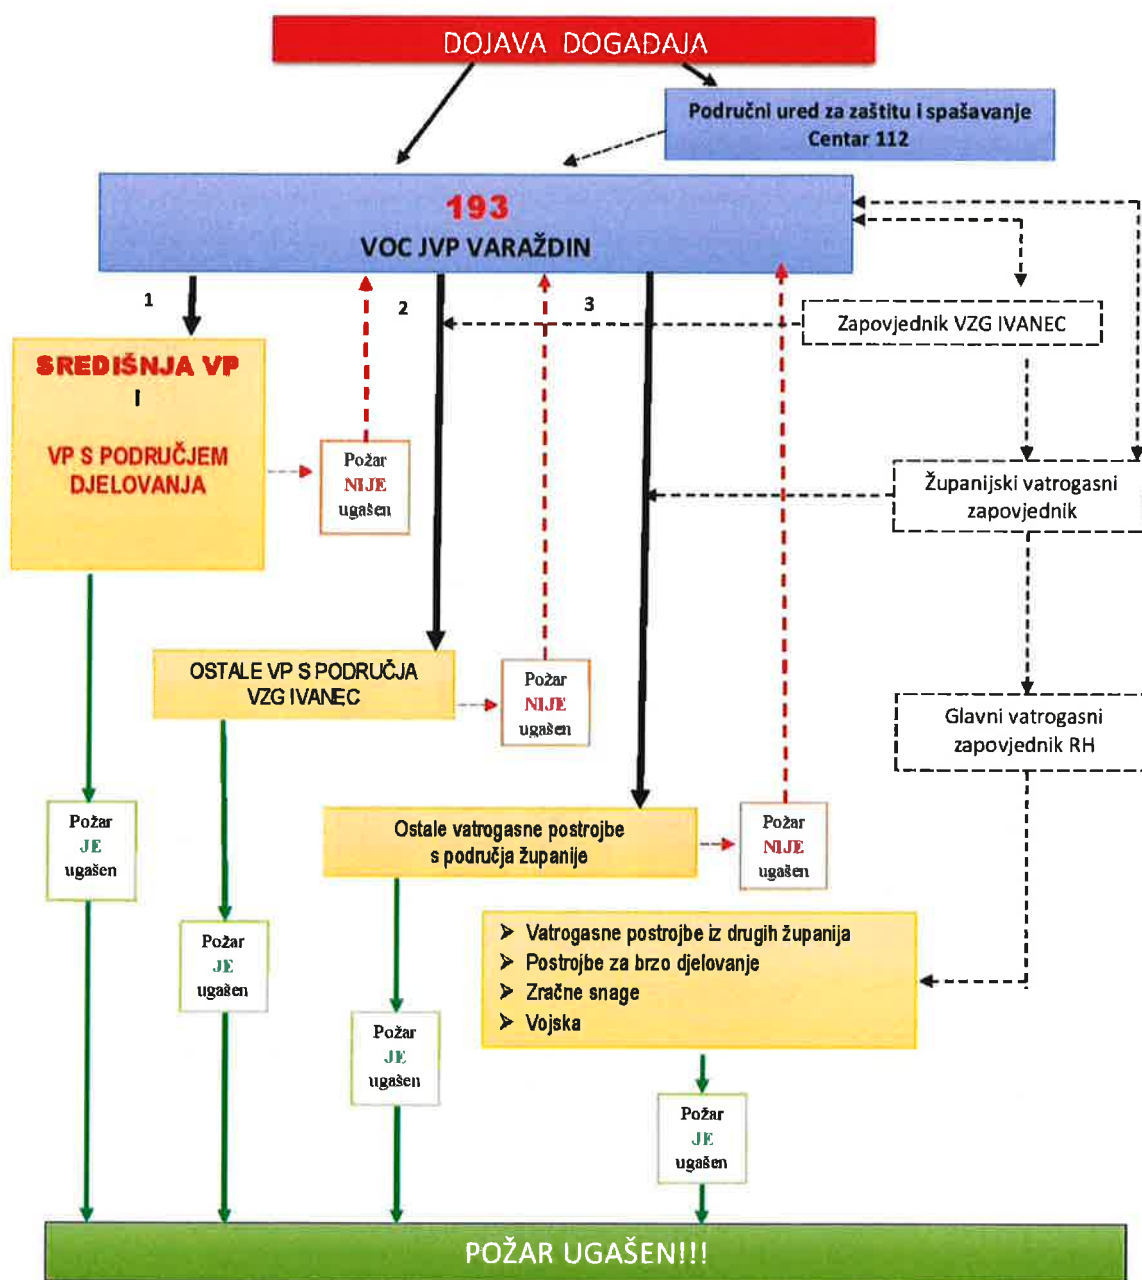 DOJAVA DOGAĐAJA
Područni ured za zaštitu i spašavanje
Centar 112
193
VOC JVP VARAŽDIN
1
2
3
Zapovjednik VZG IVANEC
SREDIŠNJA VP
I
VP S PODRUČJEM
DJELOVANJA
Požar
NIJE
ugašen
Županijski vatrogasni
zapovjednik
OSTALE VP S PODRUČJA
VZG IVANEC
Požar
NIJE
ugašen
Glavni vatrogasni
zapovjednik RH
Požar
JE
ugašen
Ostale vatrogasne postrojbe
s područja županije
Požar
NIJE
ugašen
Požar
JE
ugašen
➢ Vatrogasne postrojbe iz drugih županija
➢ Postrojbe za brzo djelovanje
➢ Zračne snage
➢ Vojska
Požar
JE
ugašen
Požar
JE
ugašen
POŽAR UGAŠEN!!!